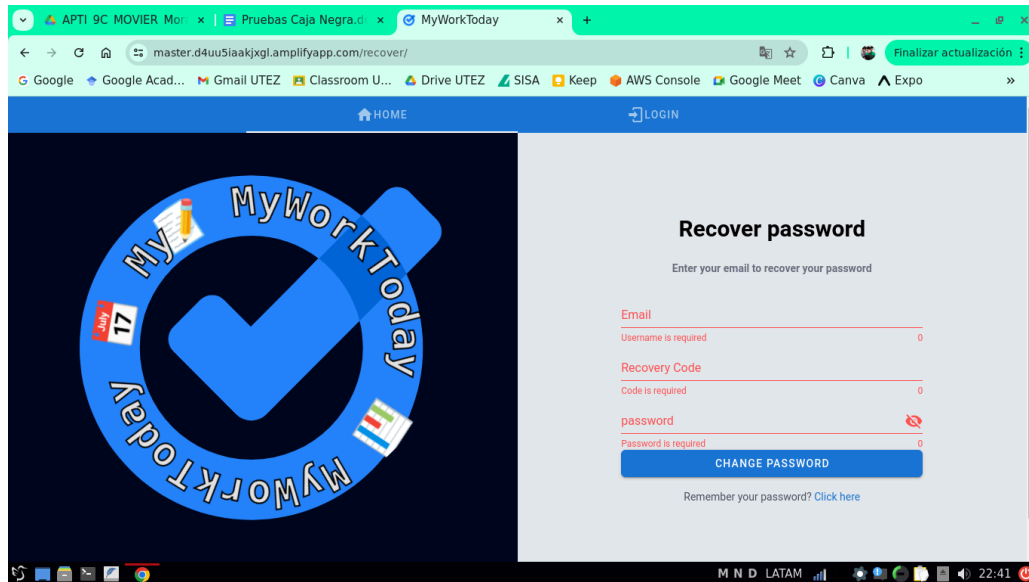 APTI 9C MOVIER Mor
Pruebas Caja Negra.d
MyWorkToday
master.d4uu5iaakjxgl.amplifyapp.com/recover/
Finalizar actualización
Google
Google Acad...
Gmail UTEZ
Classroom U...
Drive UTEZ
SISA
Keep
AWS Console
Google Meet
Canva
Expo
»
HOME
LOGIN
MyWorkToday
My
July
17
MyWorkToday
Recover password
Enter your email to recover your password
Email
Username is required 0
Recovery Code
Code is required 0
password
Password is required 0
CHANGE PASSWORD
Remember your password? Click here
M N D LATAM 22:41